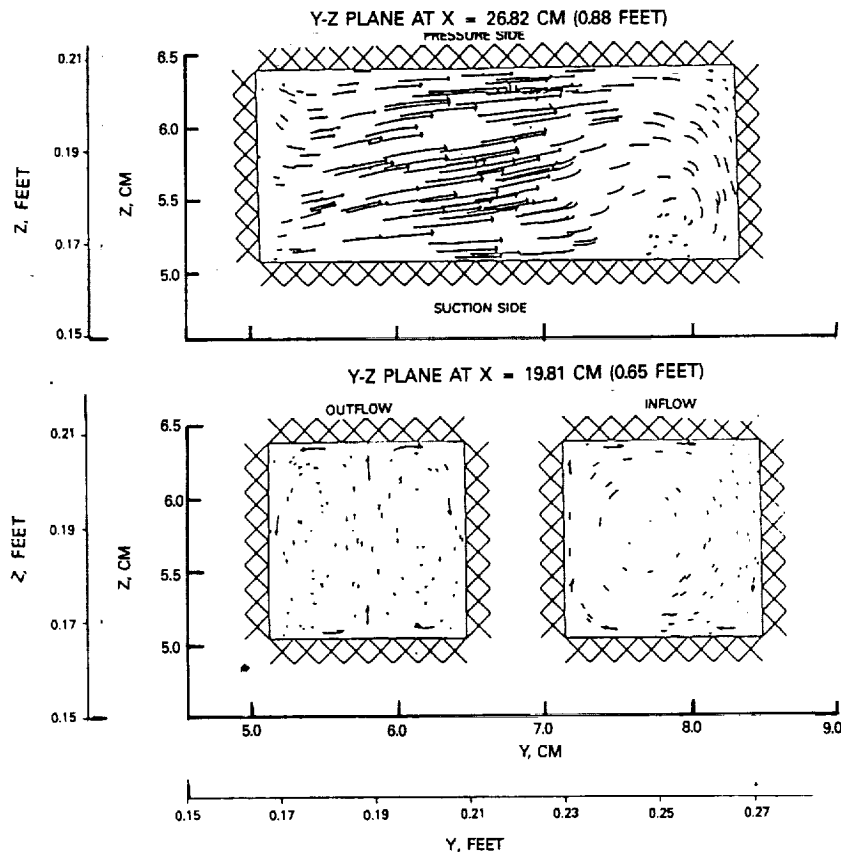 Y-Z PLANE AT X = 26.82 CM (0.88 FEET)
PRESSURE SIDE
0.21
0.19
0.17
0.15
Z, FEET
6.5
6.0
5.5
5.0
Z, CM
SUCTION SIDE
Y-Z PLANE AT X = 19.81 CM (0.65 FEET)
OUTFLOW
INFLOW
0.21
0.19
0.17
0.15
Z, FEET
6.5
6.0
5.5
5.0
Z, CM
5.0 6.0 7.0 8.0 9.0
Y, CM
0.15 0.17 0.19 0.21 0.23 0.25 0.27
Y, FEET